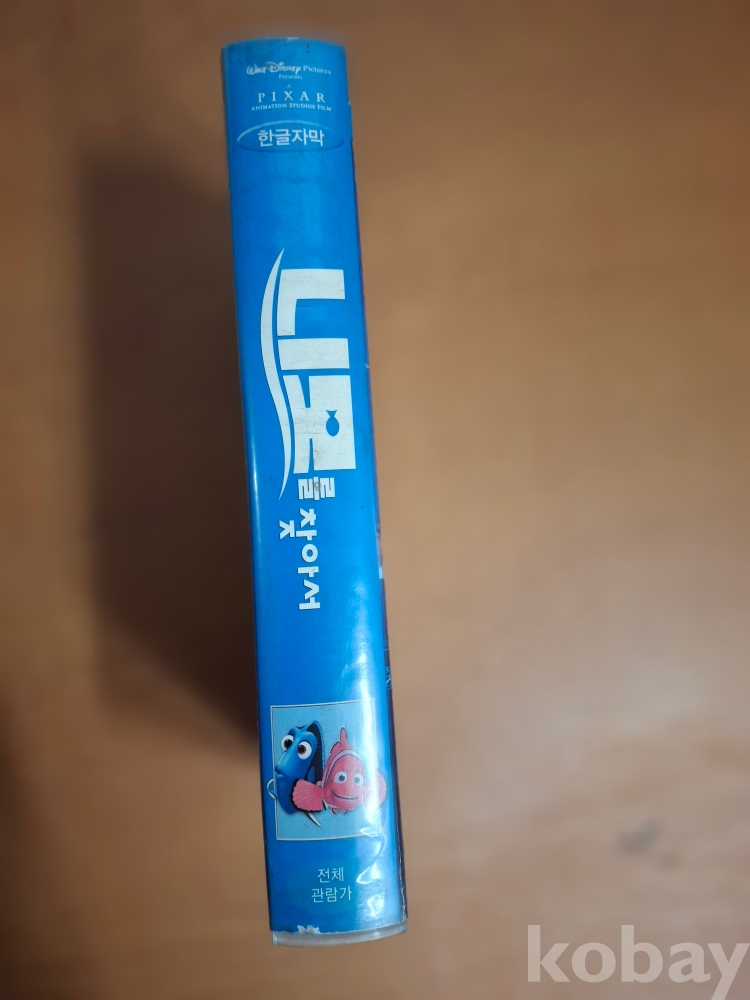 Walt Disney Pictures
Presents
A
PIXAR
ANIMATION STUDIOS FILM
한글자막
니모를 찾아서
전체
관람가
kobay